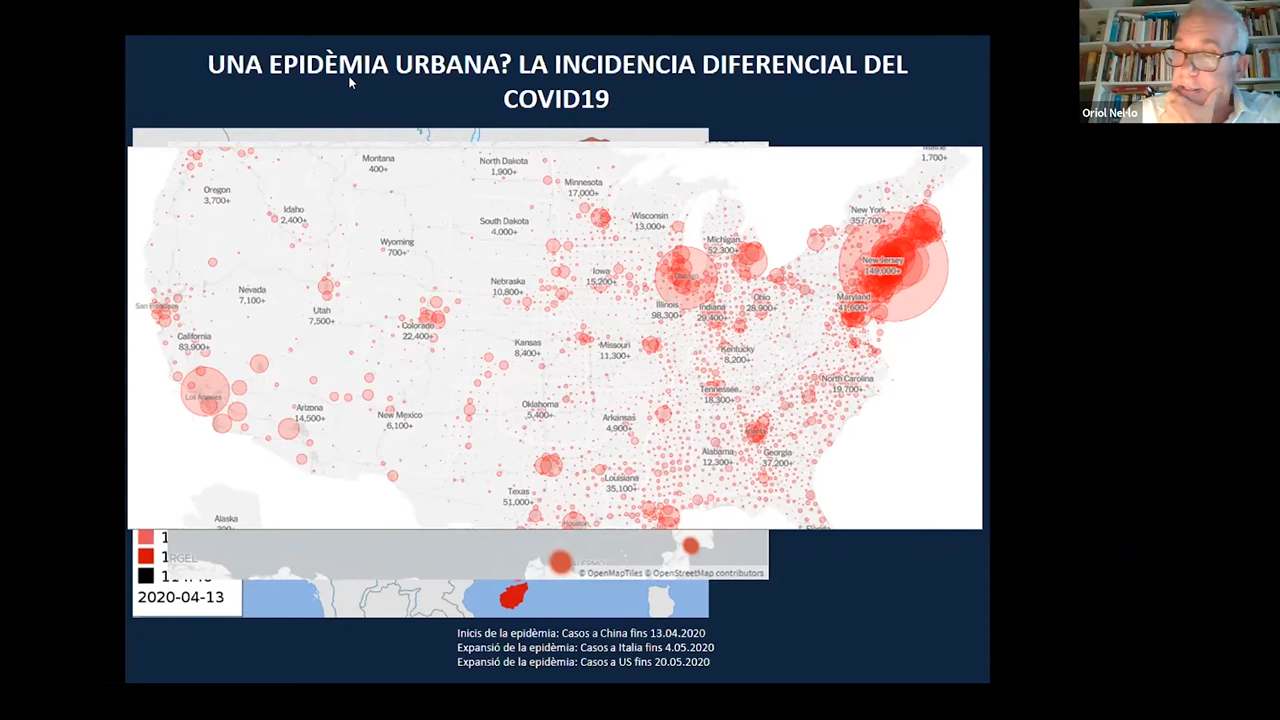 UNA EPIDÈMIA URBANA? LA INCIDENCIA DIFERENCIAL DEL
COVID19
Oriol Nel·lo
1,700+
Montana
400+
North Dakota
1,900+
Minnesota
17,000+
Oregon
3,700+
Idaho
2,400+
South Dakota
4,000+
Wisconsin
13,000+
New York
357,700+
Wyoming
700+
Michigan
52,300+
New Jersey
149,000+
Nebraska
10,800+
Iowa
15,200+
Chicago
Nevada
7,100+
Utah
7,500+
San Francisco
Illinois
98,300+
Indiana
29,400+
Ohio
28,900+
Maryland
Colorado
22,400+
California
83,900+
Kansas
8,400+
Missouri
11,300+
Kentucky
8,200+
Los Angeles
Arizona
14,500+
New Mexico
6,100+
Oklahoma
5,400+
Arkansas
4,900+
Tennessee
18,300+
North Carolina
19,700+
Alabama
12,300+
Georgia
37,200+
Texas
51,000+
Louisiana
35,100+
Houston
Alaska
RGEL
© OpenMapTiles © OpenStreetMap contributors
2020-04-13
Inicis de la epidèmia: Casos a China fins 13.04.2020
Expansió de la epidèmia: Casos a Italia fins 4.05.2020
Expansió de la epidèmia: Casos a US fins 20.05.2020